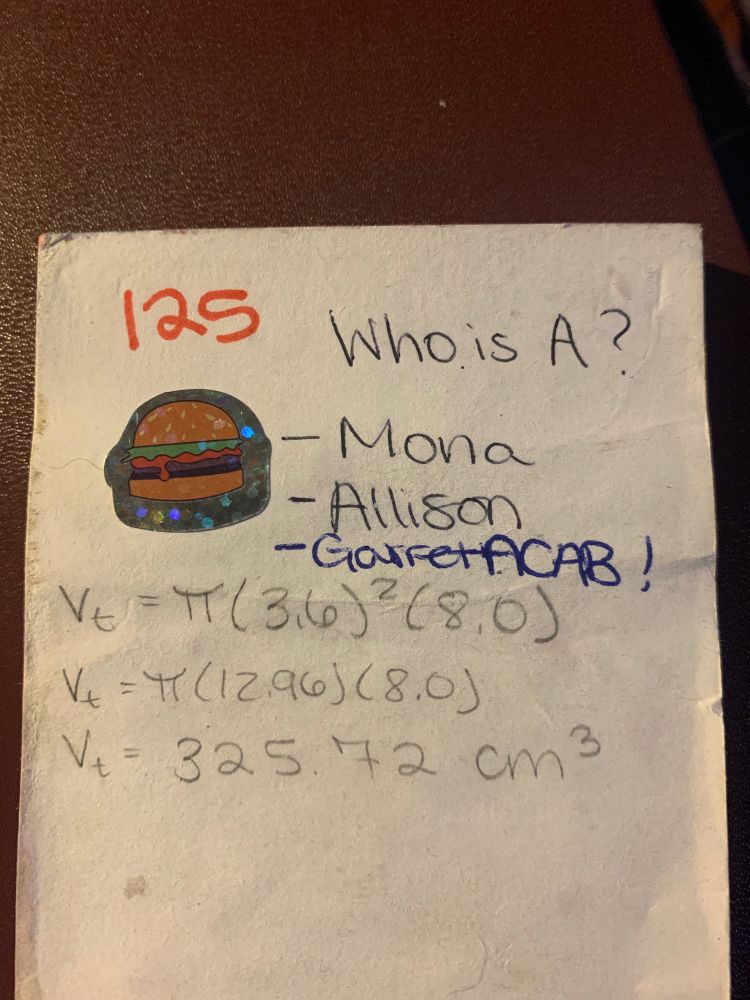 125
Who is A?
- Mona
- Allison
- Garret ACAB!
Vt = π(3.6)²(8.0)
Vt = π(12.96)(8.0)
Vt = 325.72 cm³